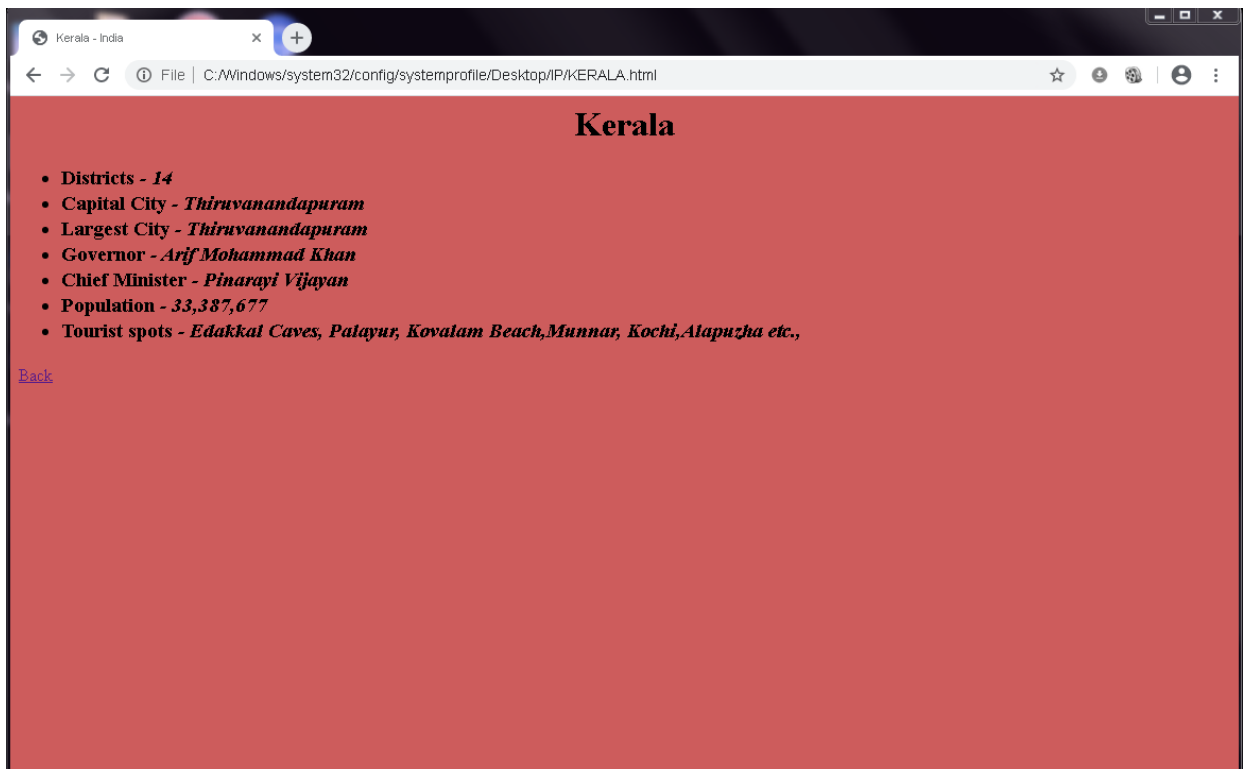 Kerala - India
File | C:/Windows/system32/config/systemprofile/Desktop/IP/KERALA.html
Kerala
• Districts - 14
• Capital City - Thiruvanandapuram
• Largest City - Thiruvanandapuram
• Governor - Arif Mohammad Khan
• Chief Minister - Pinarayi Vijayan
• Population - 33,387,677
• Tourist spots - Edakkal Caves, Palayur, Kovalam Beach,Munnar, Kochi,Alapuzha etc.,
Back